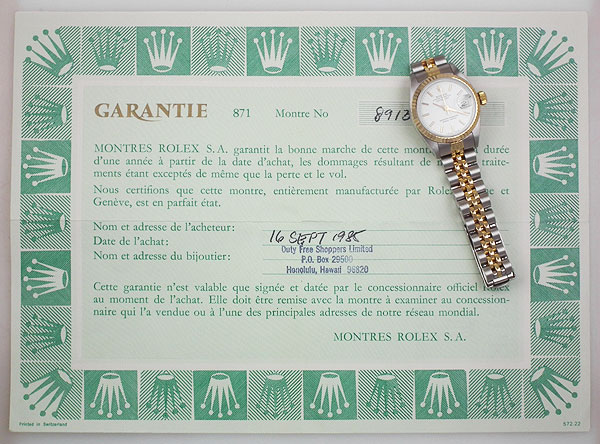 GARANTIE 871 Montre No 8913
MONTRES ROLEX S.A. garantit la bonne marche de cette durée
d'une année à partir de la date d'achat, les dommages résultant de traite-
ments étant exceptés de même que la perte et le vol.
Nous certifions que cette montre, entièrement manufacturée par et
Genève, est en parfait état.
Nom et adresse de l'acheteur:
Date de l'achat: 16 SEPT 1985
Nom et adresse du bijoutier: Duty Free Shoppers Limited
P.O. Box 29500
Honolulu, Hawaii 96820
Cette garantie n'est valable que signée et datée par le concessionnaire officiel Rolex
au moment de l'achat. Elle doit être remise avec la montre à examiner au concession-
naire qui l'a vendue ou à l'une des principales adresses de notre réseau mondial.
MONTRES ROLEX S.A.
Printed in Switzerland 572.22